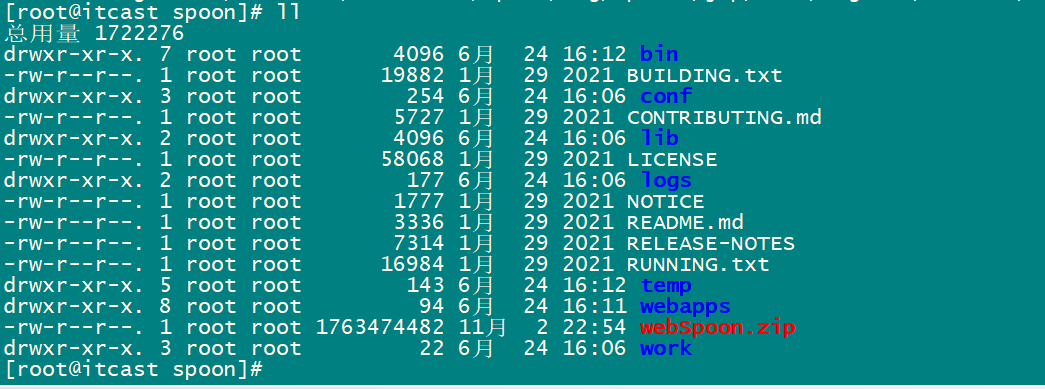 [root@itcast spoon]# ll
总用量 1722276
drwxr-xr-x. 7 root root       4096 6月  24 16:12 bin
-rw-r--r--. 1 root root      19882 1月  29 2021 BUILDING.txt
drwxr-xr-x. 3 root root        254 6月  24 16:06 conf
-rw-r--r--. 1 root root       5727 1月  29 2021 CONTRIBUTING.md
drwxr-xr-x. 2 root root       4096 6月  24 16:06 lib
-rw-r--r--. 1 root root      58068 1月  29 2021 LICENSE
drwxr-xr-x. 2 root root        177 6月  24 16:06 logs
-rw-r--r--. 1 root root       1777 1月  29 2021 NOTICE
-rw-r--r--. 1 root root       3336 1月  29 2021 README.md
-rw-r--r--. 1 root root       7314 1月  29 2021 RELEASE-NOTES
-rw-r--r--. 1 root root      16984 1月  29 2021 RUNNING.txt
drwxr-xr-x. 5 root root        143 6月  24 16:12 temp
drwxr-xr-x. 8 root root         94 6月  24 16:11 webapps
-rw-r--r--. 1 root root 1763474482 11月  2 22:54 webSpoon.zip
drwxr-xr-x. 3 root root         22 6月  24 16:06 work
[root@itcast spoon]#